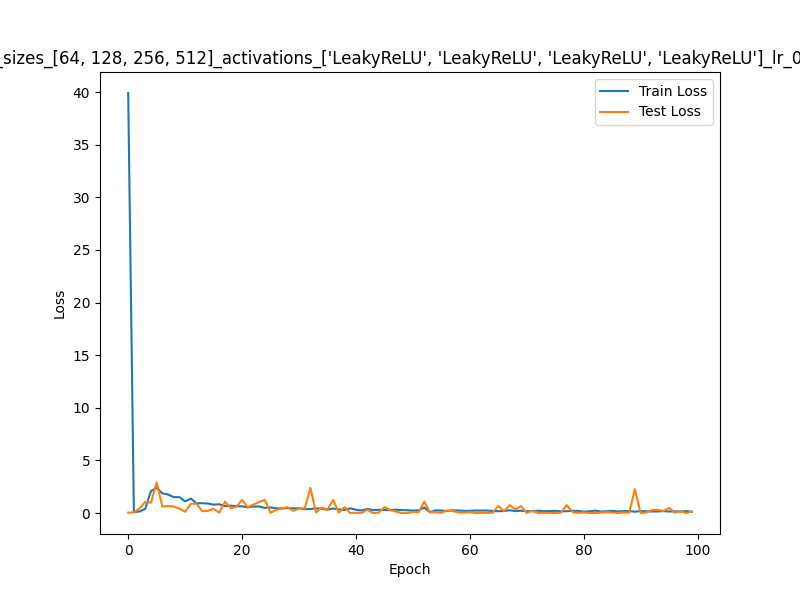 _sizes_[64, 128, 256, 512]_activations_['LeakyReLU', 'LeakyReLU', 'LeakyReLU', 'LeakyReLU']_lr_0
Train Loss
Test Loss
40
35
30
25
20
15
10
5
0
Loss
0 20 40 60 80 100
Epoch